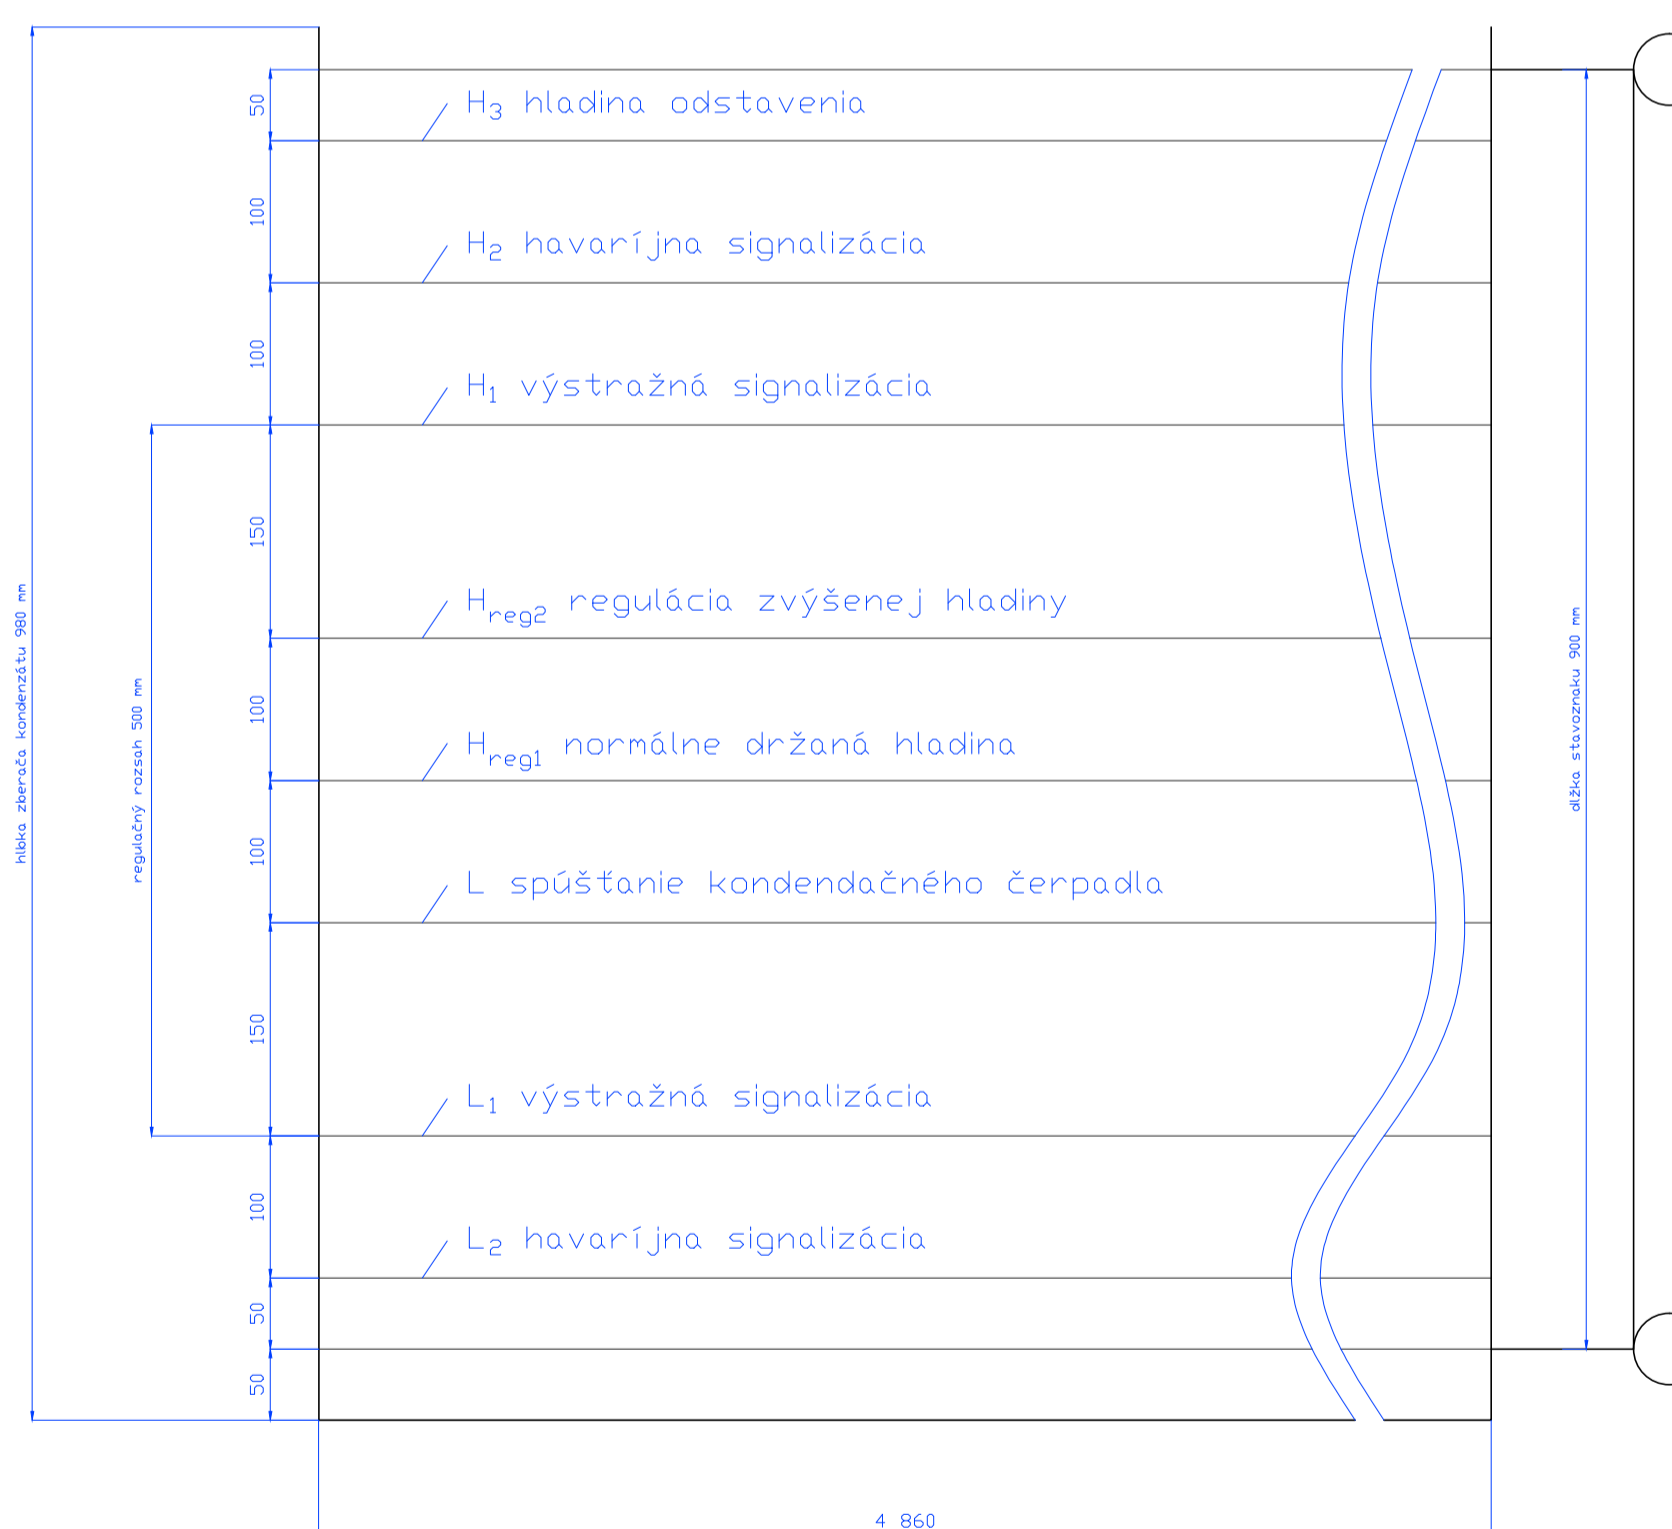 50
H3 hladina odstavenia
100
H2 havaríjna signalizácia
100
H1 výstražná signalizácia
150
Hreg2 regulácia zvýšenej hladiny
100
Hreg1 normálne držaná hladina
100
L spúšťanie kondendačného čerpadla
150
L1 výstražná signalizácia
100
L2 havaríjna signalizácia
50
50
hlbka zberača kondenzátu 980 mm
regulačný rozsah 500 mm
dlžka stavoznaku 900 mm
4 860